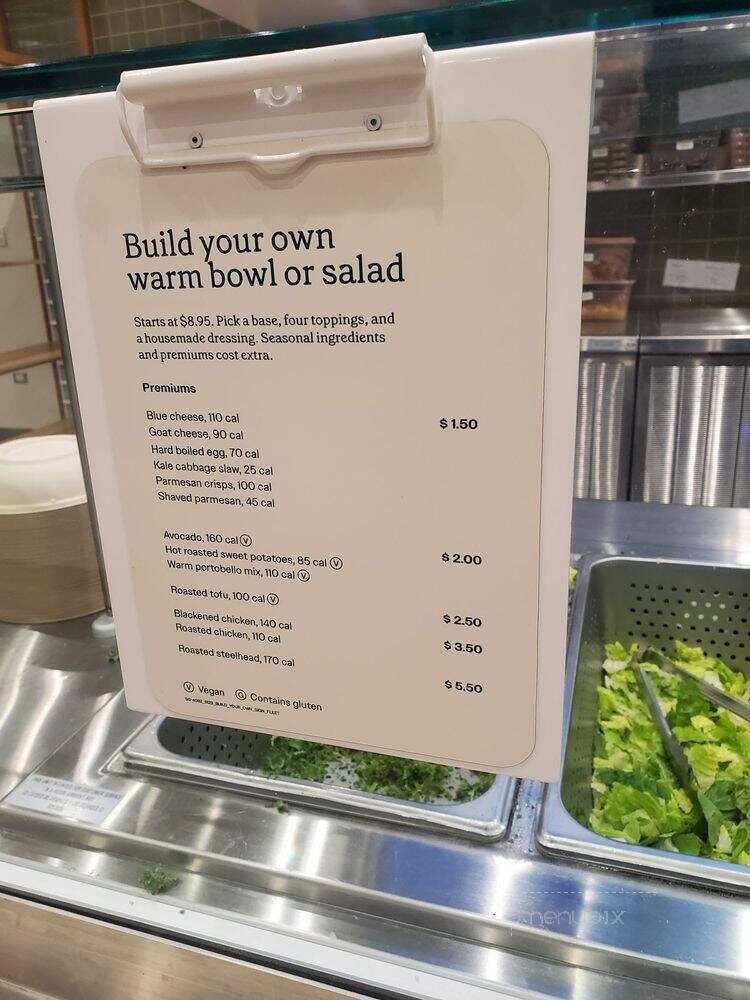 Build your own
warm bowl or salad
Starts at $8.95. Pick a base, four toppings, and
a housemade dressing. Seasonal ingredients
and premiums cost extra.
Premiums
Blue cheese, 110 cal $1.50
Goat cheese, 90 cal
Hard boiled egg, 70 cal
Kale cabbage slaw, 25 cal
Parmesan crisps, 100 cal
Shaved parmesan, 45 cal
Avocado, 160 cal Ⓥ $2.00
Hot roasted sweet potatoes, 85 cal Ⓥ
Warm portobello mix, 110 cal Ⓥ
Roasted tofu, 100 cal Ⓥ $2.50
Blackened chicken, 140 cal $3.50
Roasted chicken, 110 cal
Roasted steelhead, 170 cal $5.50
Ⓥ Vegan Ⓖ Contains gluten
menupix